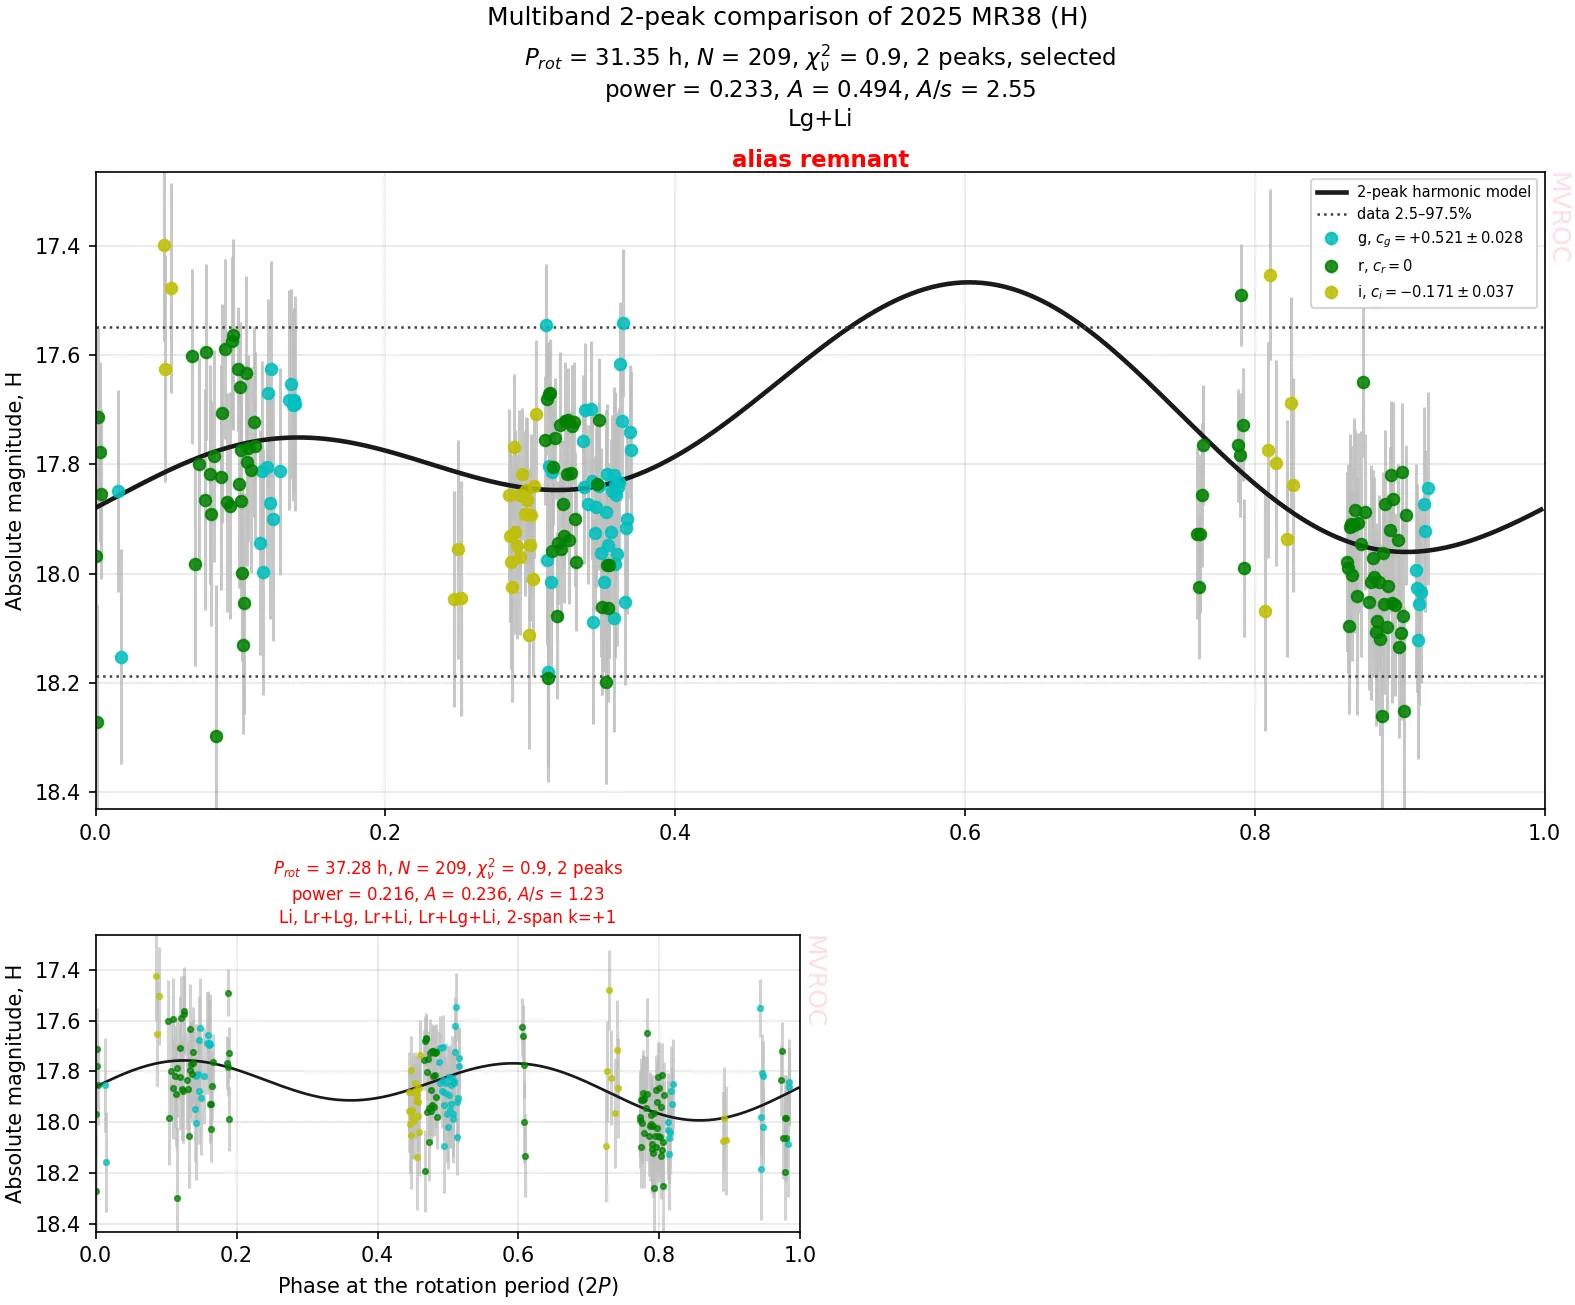 Multiband 2-peak comparison of 2025 MR38 (H)
P_rot = 31.35 h, N = 209, χ²_ν = 0.9, 2 peaks, selected
power = 0.233, A = 0.494, A/s = 2.55
Lg+Li
alias remnant
2-peak harmonic model
data 2.5–97.5%
g, c_g = +0.521 ± 0.028
r, c_r = 0
i, c_i = −0.171 ± 0.037
MVROC
Absolute magnitude, H
17.4
17.6
17.8
18.0
18.2
18.4
0.0 0.2 0.4 0.6 0.8 1.0
P_rot = 37.28 h, N = 209, χ²_ν = 0.9, 2 peaks
power = 0.216, A = 0.236, A/s = 1.23
Li, Lr+Lg, Lr+Li, Lr+Lg+Li, 2-span k=+1
MVROC
Absolute magnitude, H
17.4
17.6
17.8
18.0
18.2
18.4
0.0 0.2 0.4 0.6 0.8 1.0
Phase at the rotation period (2P)